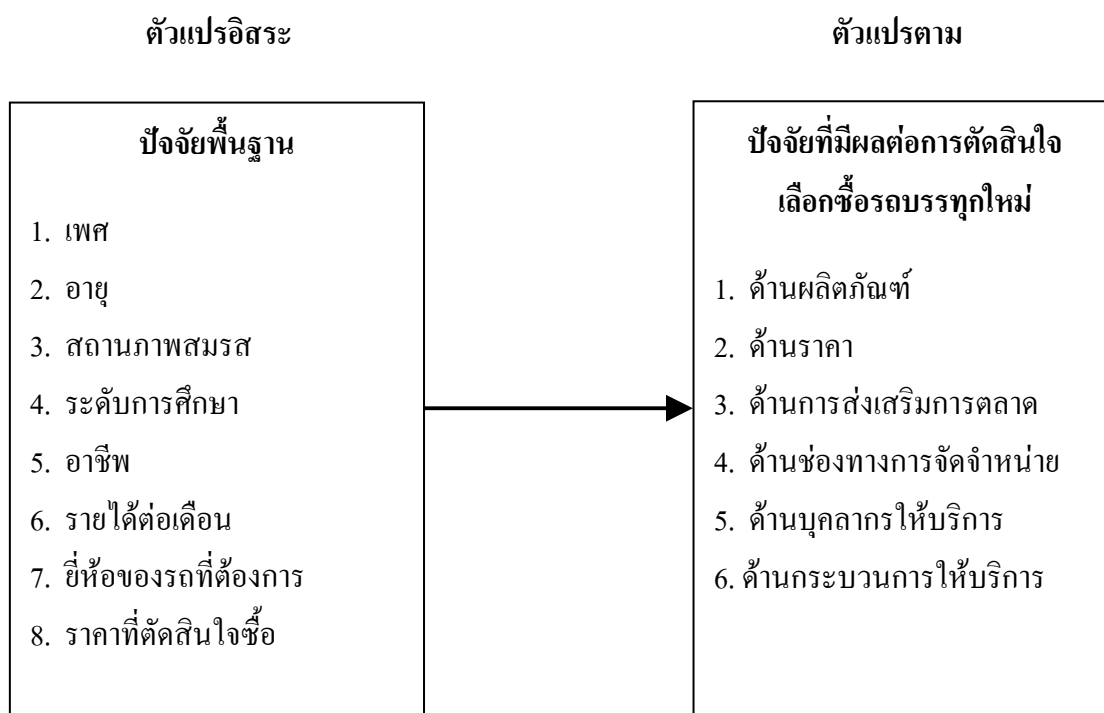 ตัวแปรอิสระ
ตัวแปรตาม
ปัจจัยพื้นฐาน
1. เพศ
2. อายุ
3. สถานภาพสมรส
4. ระดับการศึกษา
5. อาชีพ
6. รายได้ต่อเดือน
7. ยี่ห้อของรถที่ต้องการ
8. ราคาที่ตัดสินใจซื้อ
ปัจจัยที่มีผลต่อการตัดสินใจ
เลือกซื้อรถบรรทุกใหม่
1. ด้านผลิตภัณฑ์
2. ด้านราคา
3. ด้านการส่งเสริมการตลาด
4. ด้านช่องทางการจัดจำหน่าย
5. ด้านบุคลากรให้บริการ
6. ด้านกระบวนการให้บริการ